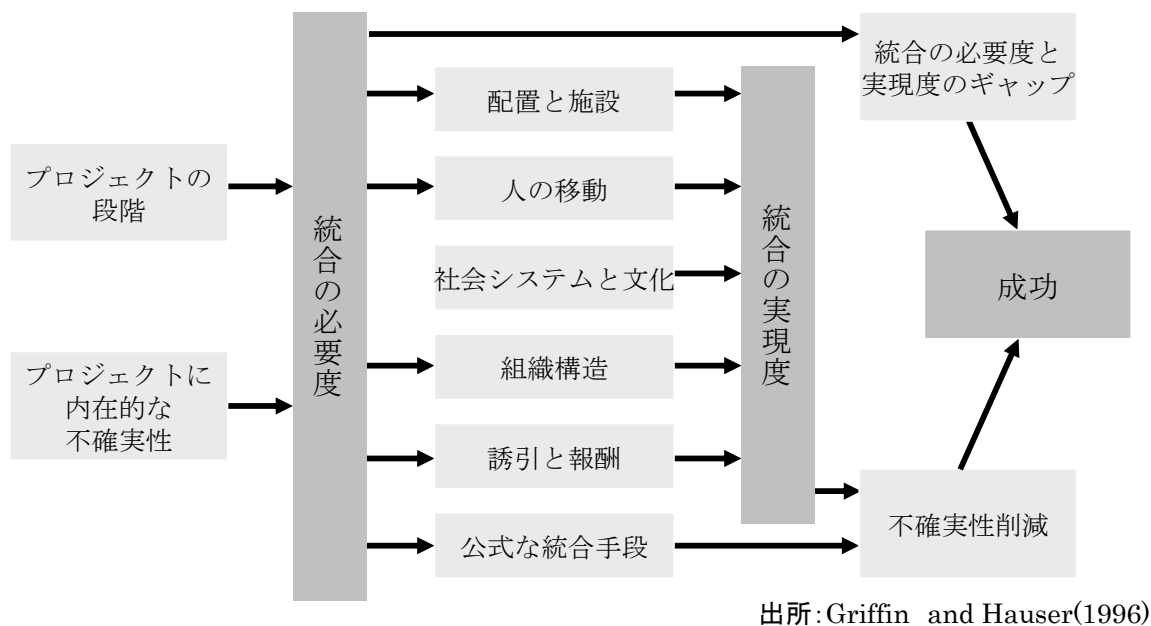 プロジェクトの
段階
プロジェクトに
内在的な
不確実性
統合の必要度
配置と施設
人の移動
社会システムと文化
組織構造
誘引と報酬
公式な統合手段
統合の実現度
統合の必要度と
実現度のギャップ
成功
不確実性削減
出所：Griffin and Hauser(1996)